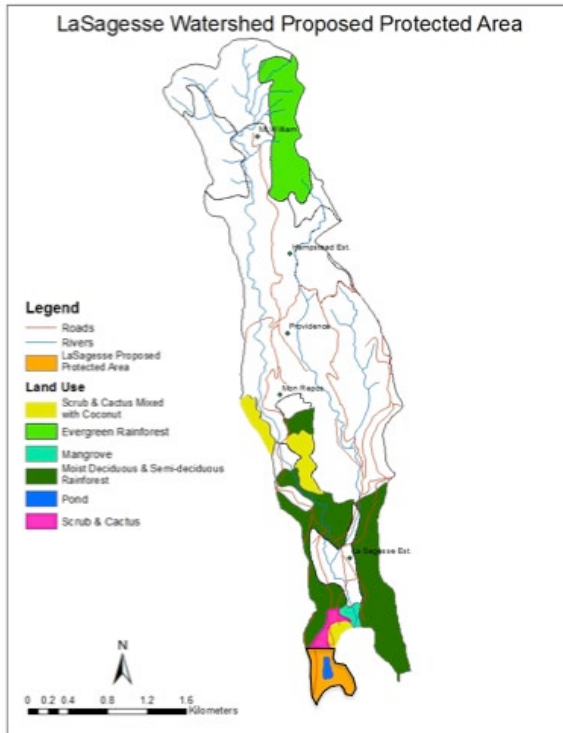 LaSagesse Watershed Proposed Protected Area
Mt.William
Hampstead Est.
Providence
Mon Repos
La Sagesse Est.
Legend
Roads
Rivers
LaSagesse Proposed
Protected Area
Land Use
Scrub & Cactus Mixed
with Coconut
Evergreen Rainforest
Mangrove
Moist Deciduous & Semi-deciduous
Rainforest
Pond
Scrub & Cactus
N
0 0.2 0.4 0.8 1.2 1.6
Kilometers